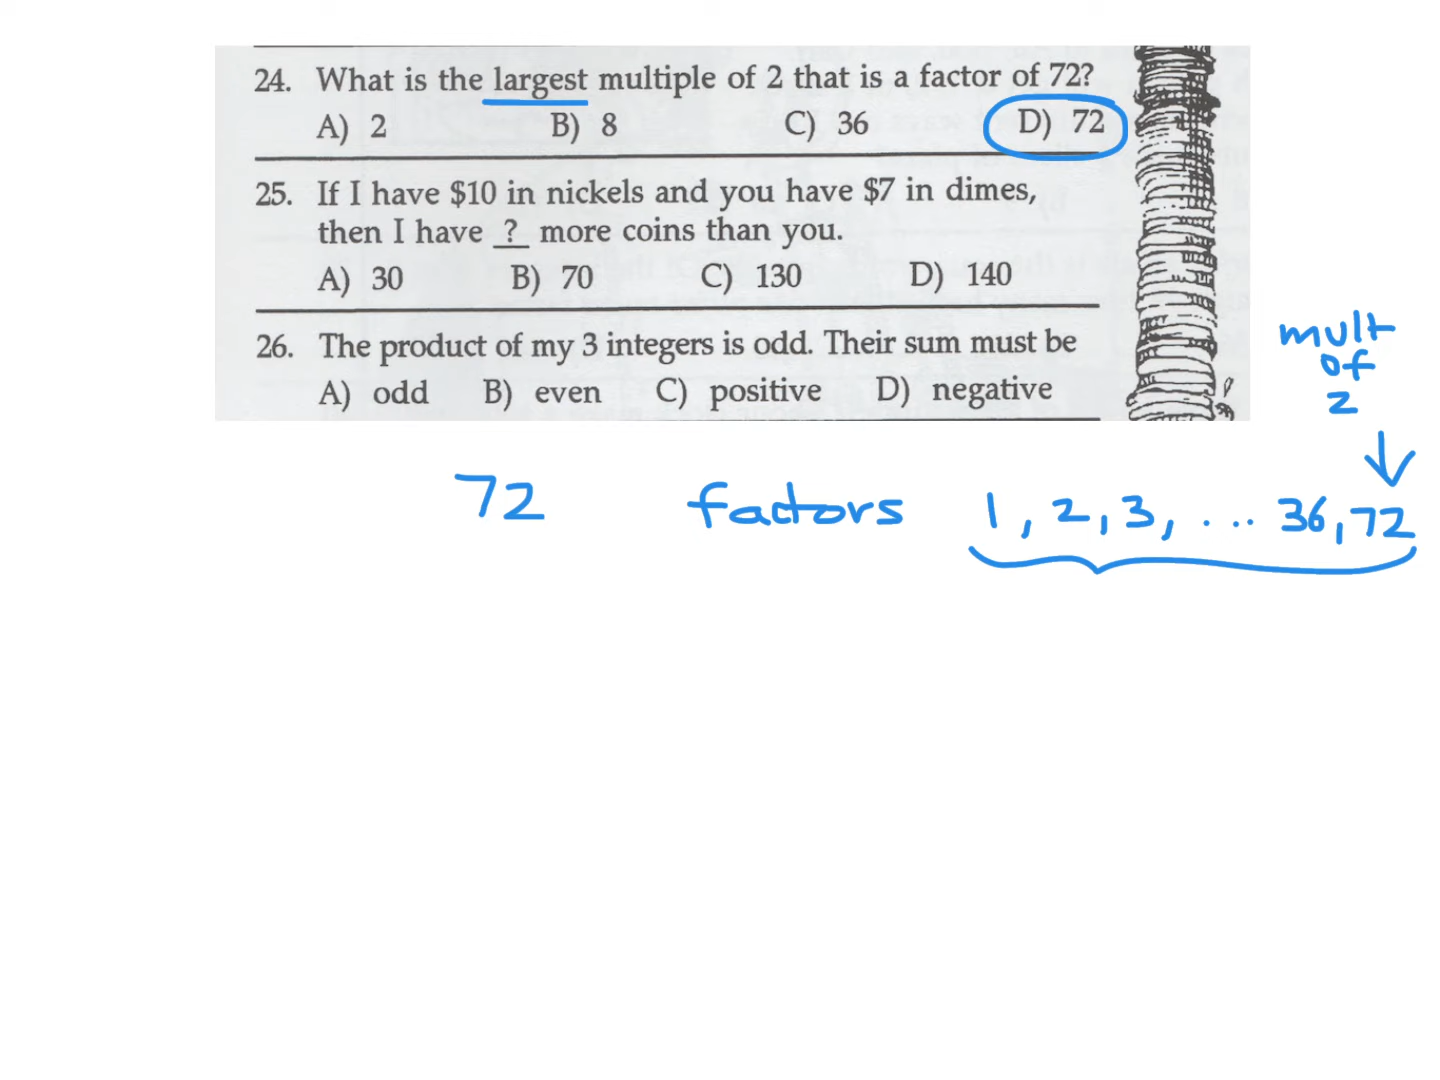 24. What is the largest multiple of 2 that is a factor of 72?
A) 2 B) 8 C) 36 D) 72
25. If I have $10 in nickels and you have $7 in dimes,
then I have ? more coins than you.
A) 30 B) 70 C) 130 D) 140
26. The product of my 3 integers is odd. Their sum must be
A) odd B) even C) positive D) negative
mult
of
2
72 factors 1, 2, 3, ... 36, 72